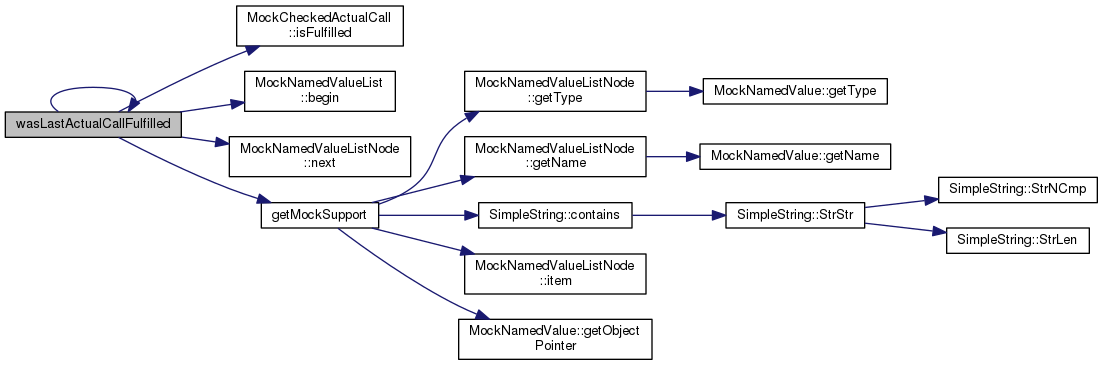 wasLastActualCallFulfilled
MockCheckedActualCall
::isFulfilled
MockNamedValueList
::begin
MockNamedValueListNode
::next
getMockSupport
MockNamedValueListNode
::getType
MockNamedValueListNode
::getName
SimpleString::contains
MockNamedValueListNode
::item
MockNamedValue::getObject
Pointer
MockNamedValue::getType
MockNamedValue::getName
SimpleString::StrStr
SimpleString::StrNCmp
SimpleString::StrLen